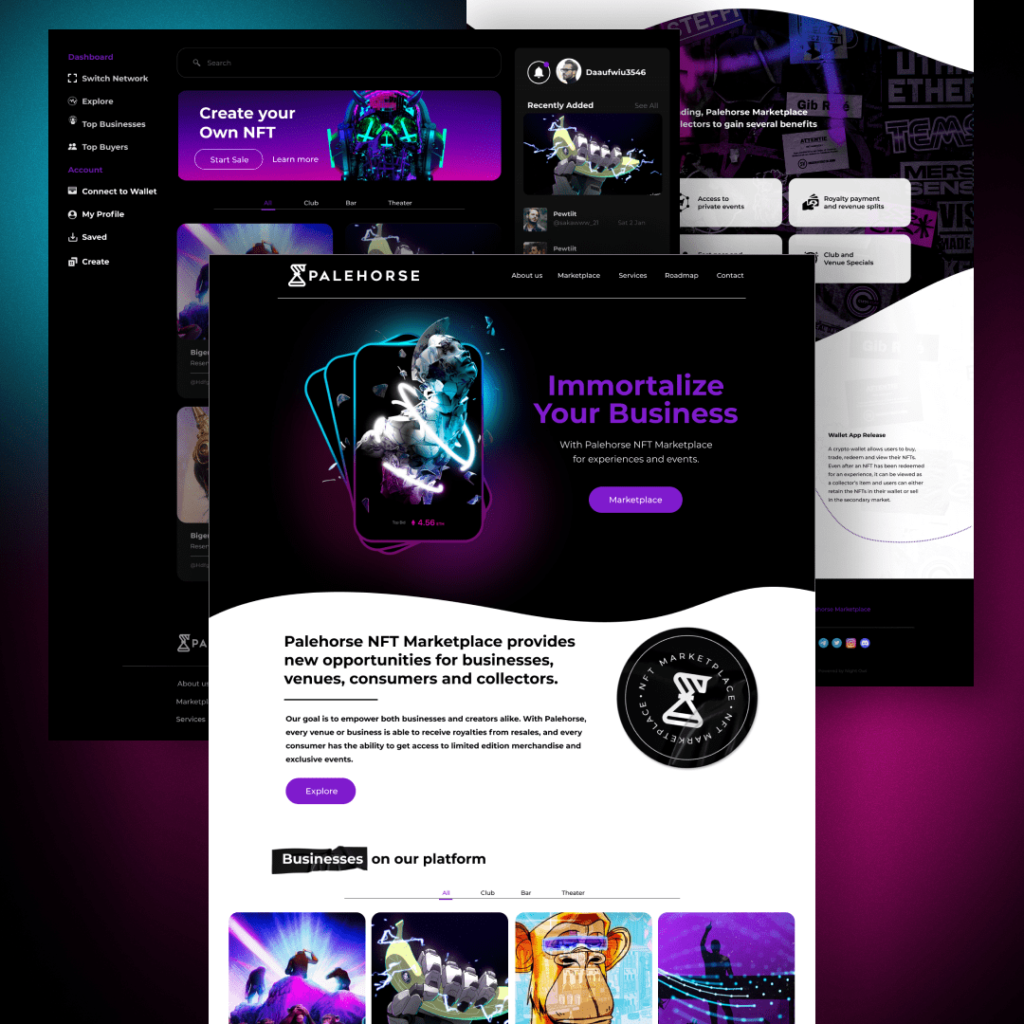 Dashboard
Switch Network
Explore
Top Businesses
Top Buyers
Account
Connect to Wallet
My Profile
Saved
Create
Search
Create your
Own NFT
Start Sale
Learn more
All
Club
Bar
Theater
Daaufwiu3546
Recently Added
See All
Pewtilt
Sat 2 Jan
Pewtilt
Palehorse Marketplace
lectors to gain several benefits
Access to
private events
Royalty payment
and revenue splits
Club and
Venue Specials
Wallet App Release
A crypto wallet allows users to buy,
trade, redeem and view their NFTs.
Even after an NFT has been redeemed
for an experience, it can be viewed as
a collector's item and users can either
retain the NFTs in their wallet or sell
in the secondary market.
About us
Services
PALEHORSE
About us
Marketplace
Services
Roadmap
Contact
Immortalize
Your Business
With Palehorse NFT Marketplace
for experiences and events.
Marketplace
4.50
Palehorse NFT Marketplace provides
new opportunities for businesses,
venues, consumers and collectors.
Our goal is to empower both businesses and creators alike. With Palehorse,
every venue or business is able to receive royalties from resales, and every
consumer has the ability to get access to limited edition merchandise and
exclusive events.
Explore
NFT MARKETPLACE • NFT MARKETPLACE •
Businesses on our platform
All
Club
Bar
Theater